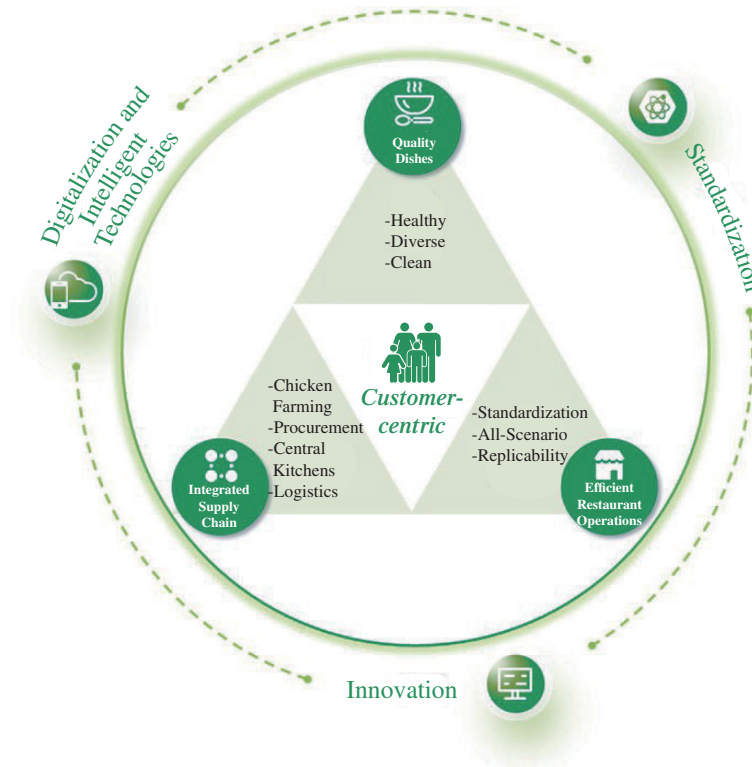 Digitalization and
Intelligent
Technologies
Standardization
Quality
Dishes
-Healthy
-Diverse
-Clean
Customer-
centric
-Chicken
Farming
-Procurement
-Central
Kitchens
-Logistics
Integrated
Supply
Chain
-Standardization
-All-Scenario
-Replicability
Efficient
Restaurant
Operations
Innovation